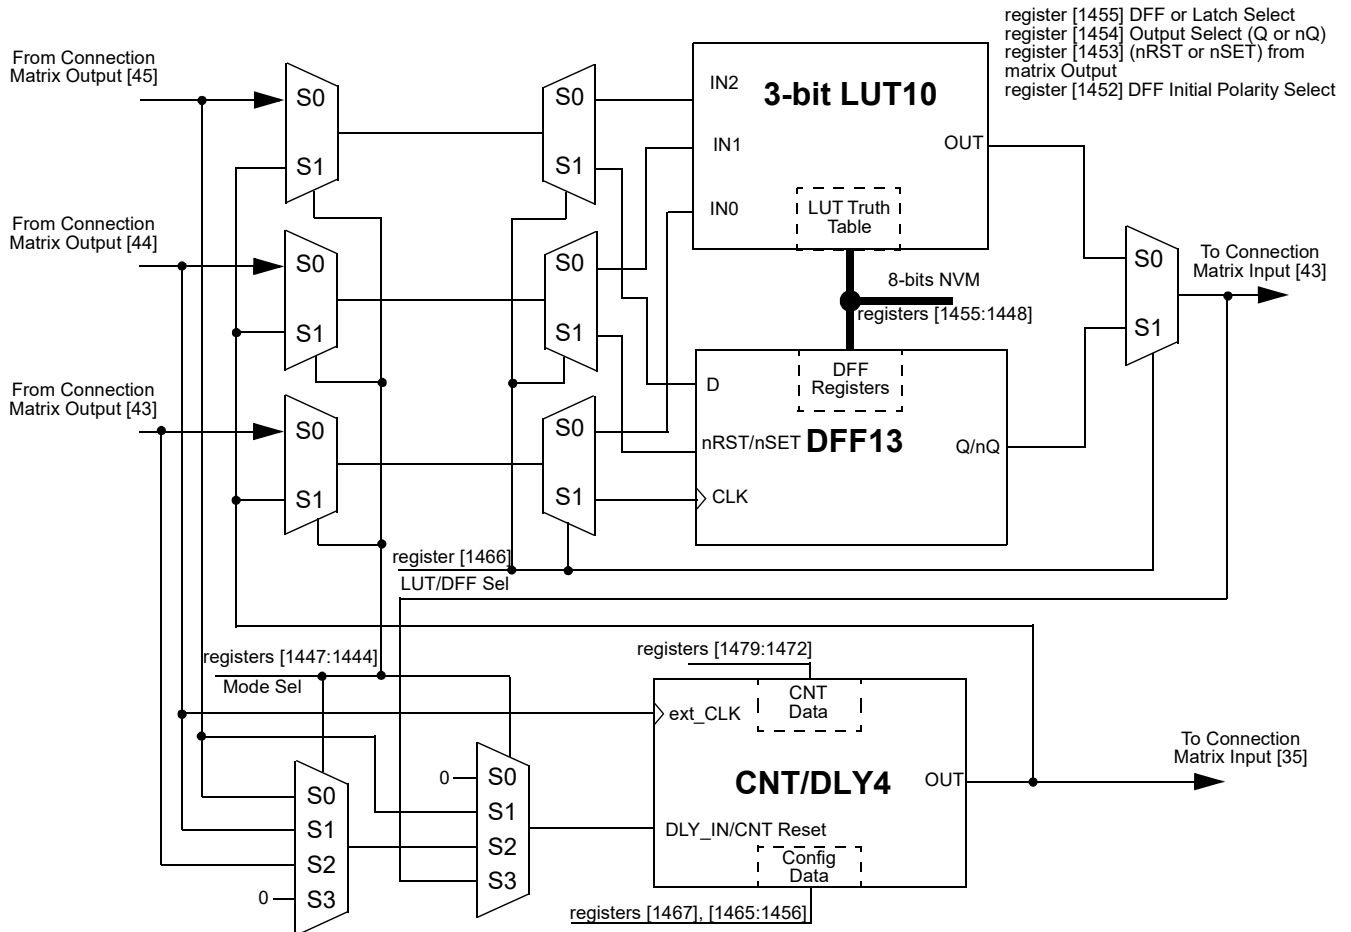 register [1455] DFF or Latch Select
register [1454] Output Select (Q or nQ)
register [1453] (nRST or nSET) from
matrix Output
register [1452] DFF Initial Polarity Select
From Connection
Matrix Output [45]
S0
S1
S0
S1
IN2
3-bit LUT10
IN1
OUT
IN0
LUT Truth
Table
From Connection
Matrix Output [44]
S0
S1
S0
S1
8-bits NVM
registers [1455:1448]
S0
S1
To Connection
Matrix Input [43]
From Connection
Matrix Output [43]
S0
S1
S0
S1
D
DFF
Registers
nRST/nSET
DFF13
Q/nQ
CLK
register [1466]
LUT/DFF Sel
registers [1447:1444]
Mode Sel
registers [1479:1472]
ext_CLK
CNT
Data
CNT/DLY4
OUT
To Connection
Matrix Input [35]
DLY_IN/CNT Reset
Config
Data
0
S0
S1
S2
S3
S0
S1
S2
0
S3
registers [1467], [1465:1456]